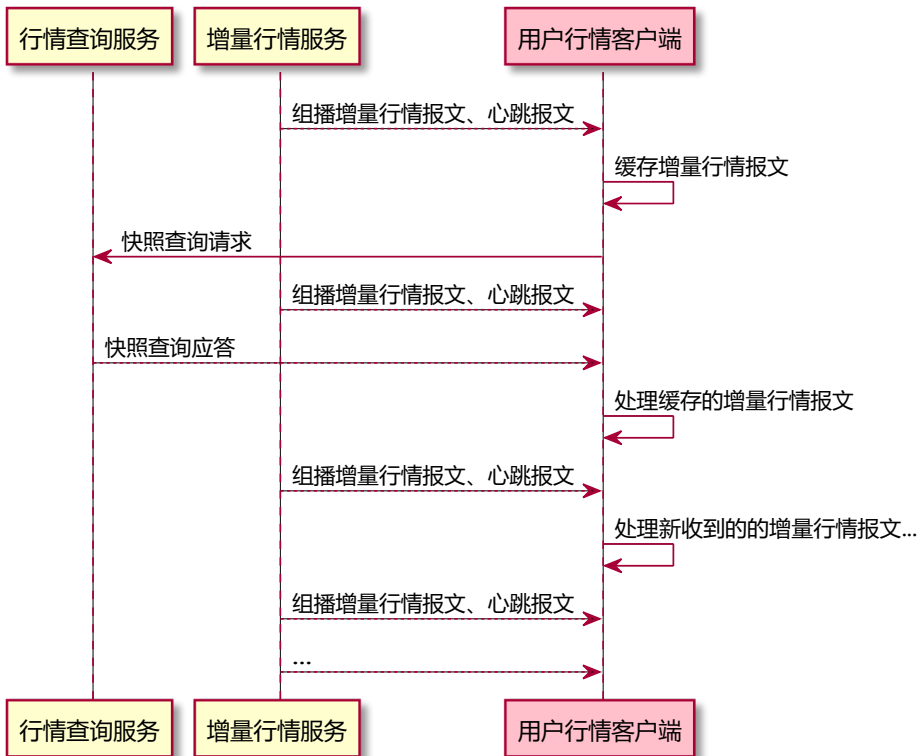 行情查询服务
增量行情服务
用户行情客户端
组播增量行情报文、心跳报文
缓存增量行情报文
快照查询请求
组播增量行情报文、心跳报文
快照查询应答
处理缓存的增量行情报文
组播增量行情报文、心跳报文
处理新收到的的增量行情报文...
组播增量行情报文、心跳报文
...
行情查询服务
增量行情服务
用户行情客户端